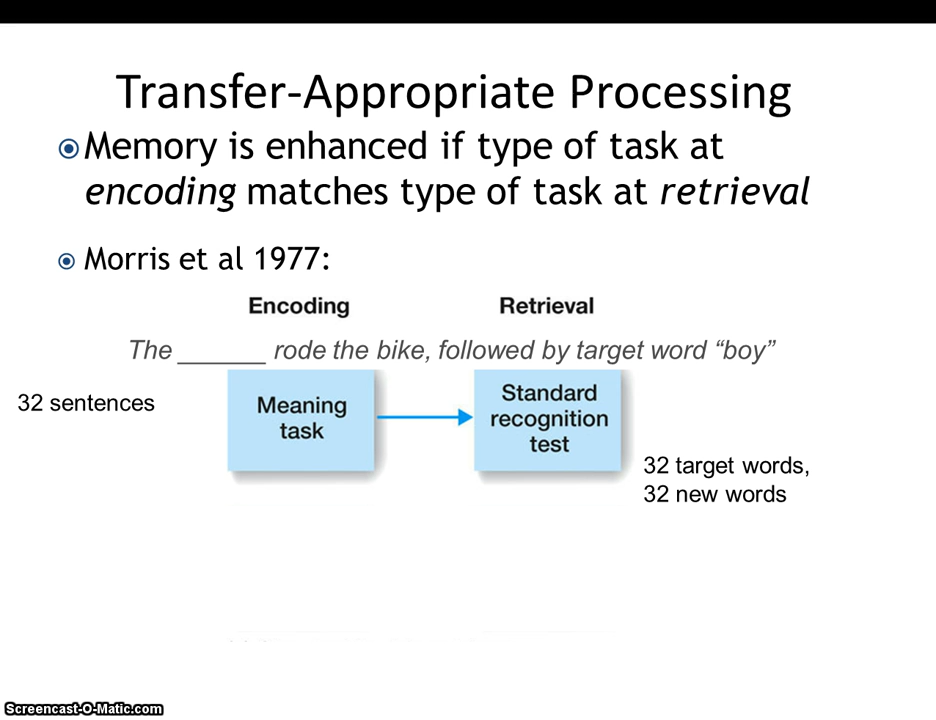 Transfer-Appropriate Processing
Memory is enhanced if type of task at
encoding matches type of task at retrieval
Morris et al 1977:
Encoding Retrieval
The ______ rode the bike, followed by target word “boy”
32 sentences
Meaning
task
Standard
recognition
test
32 target words,
32 new words
Screencast-O-Matic.com